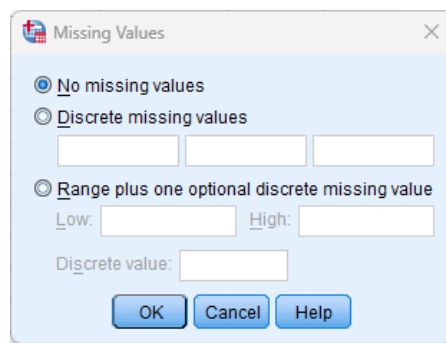 Missing Values
No missing values
Discrete missing values
Range plus one optional discrete missing value
Low: High:
Discrete value:
OK Cancel Help